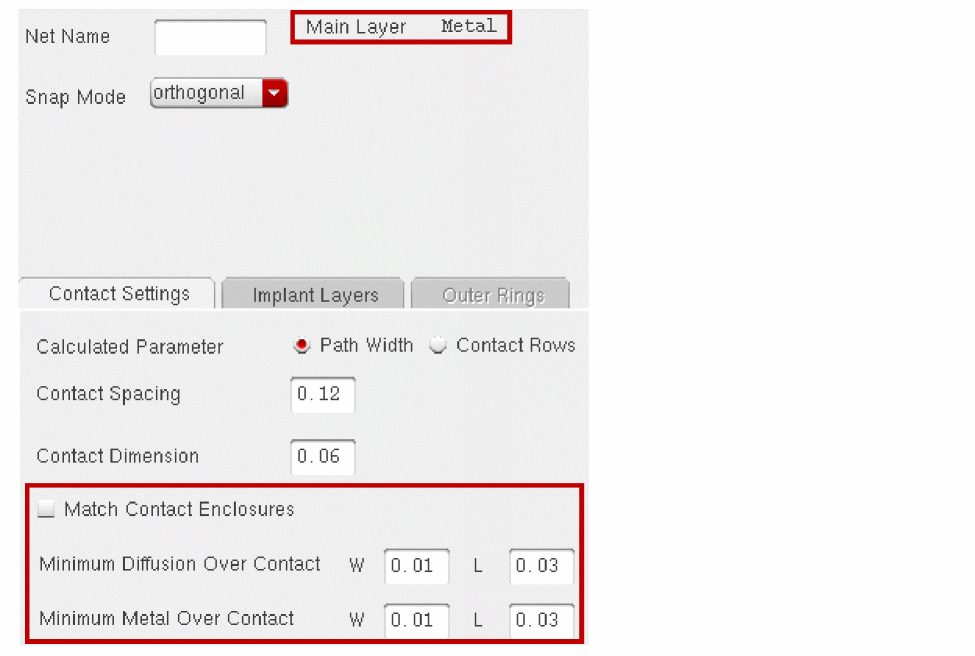 Net Name
Main Layer Metal
Snap Mode orthogonal
Contact Settings Implant Layers Outer Rings
Calculated Parameter Path Width Contact Rows
Contact Spacing 0.12
Contact Dimension 0.06
Match Contact Enclosures
Minimum Diffusion Over Contact W 0.01 L 0.03
Minimum Metal Over Contact W 0.01 L 0.03